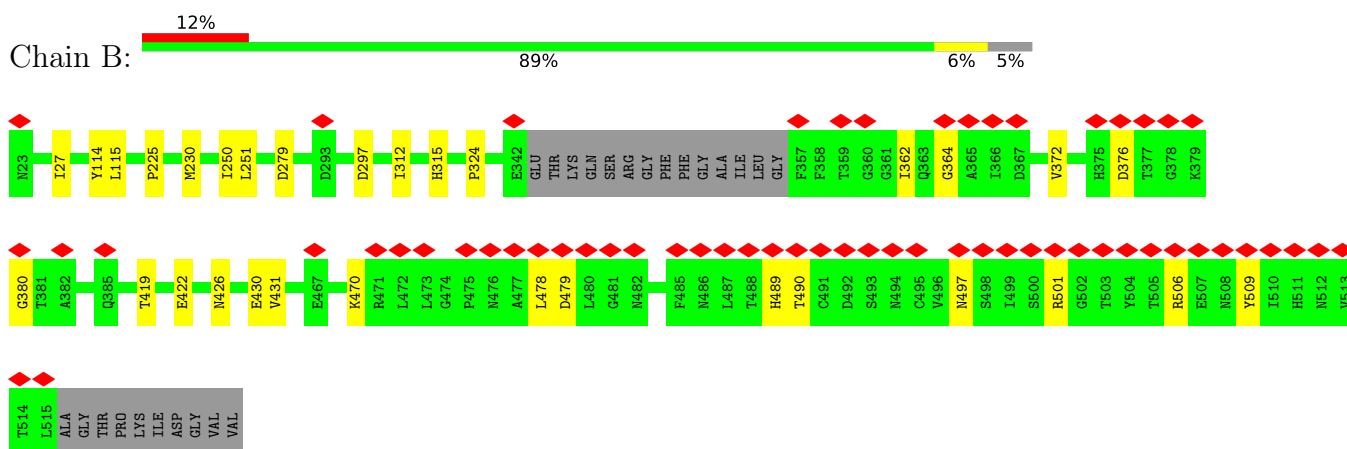 12%
Chain B:
89% 6% 5%
N23 I27 Y114 L115 P225 M230 I250 L251 D279 D293 D297 I312 H315 P324 E342 GLU THR LYS GLN SER ARG GLY PHE PHE GLY ALA ILE LEU GLY F357 F358 T359 G360 G361 I362 Q363 G364 A365 I366 D367 V372 H375 D376 T377 G378 K379
G380 T381 A382 Q385 T419 E422 N426 E430 V431 E467 K470 R471 L472 L473 G474 P475 N476 A477 L478 D479 L480 G481 N482 F485 N486 L487 T488 H489 T490 C491 D492 S493 N494 C495 V496 N497 S498 I499 S500 R501 G502 T503 Y504 T505 R506 E507 N508 Y509 I510 H511 N512
T514 L515 ALA GLY THR PRO LYS ILE ASP GLY VAL VAL